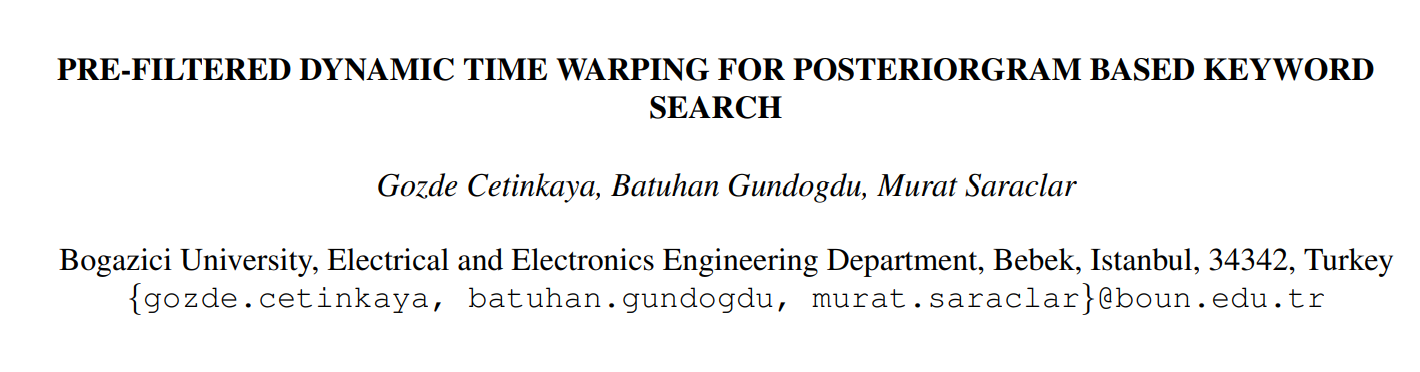 PRE-FILTERED DYNAMIC TIME WARPING FOR POSTERIORGRAM BASED KEYWORD
SEARCH
Gozde Cetinkaya, Batuhan Gundogdu, Murat Saraclar
Bogazici University, Electrical and Electronics Engineering Department, Bebek, Istanbul, 34342, Turkey
{gozde.cetinkaya, batuhan.gundogdu, murat.saraclar}@boun.edu.tr